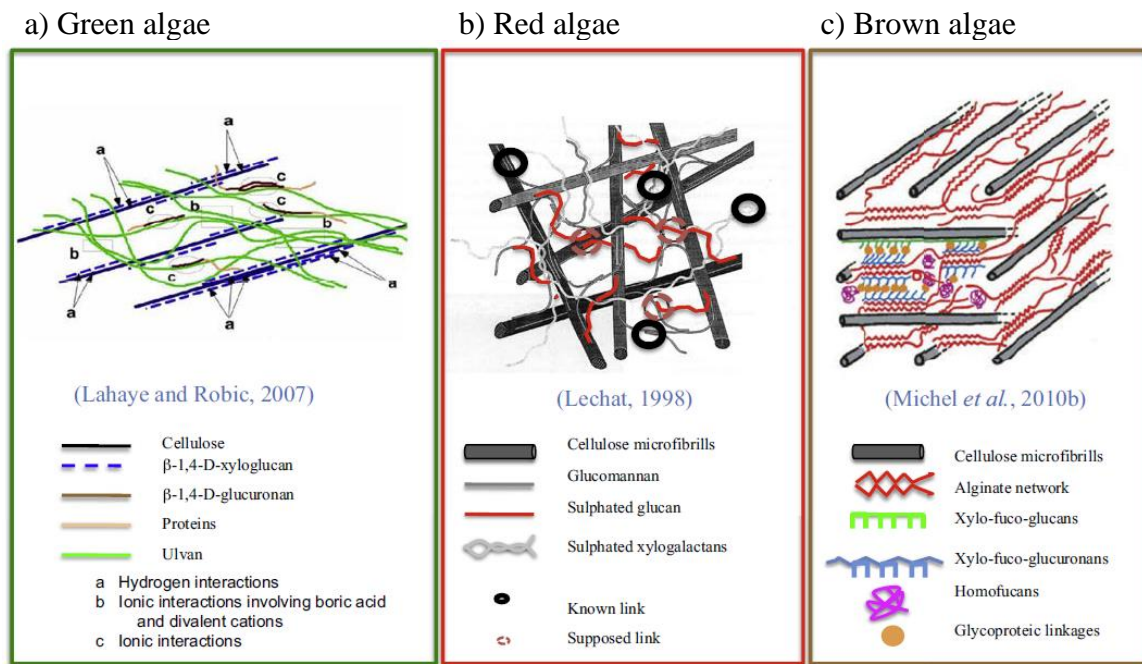 a) Green algae
b) Red algae
c) Brown algae
a
a
a
c
c
b
c
b
b
c
a
a
a
(Lahaye and Robic, 2007)
Cellulose
β-1,4-D-xyloglucan
β-1,4-D-glucuronan
Proteins
Ulvan
a Hydrogen interactions
b Ionic interactions involving boric acid
and divalent cations
c Ionic interactions
(Lechat, 1998)
Cellulose microfibrills
Glucomannan
Sulphated glucan
Sulphated xylogalactans
Known link
Supposed link
(Michel et al., 2010b)
Cellulose microfibrills
Alginate network
Xylo-fuco-glucans
Xylo-fuco-glucuronans
Homofucans
Glycoproteic linkages